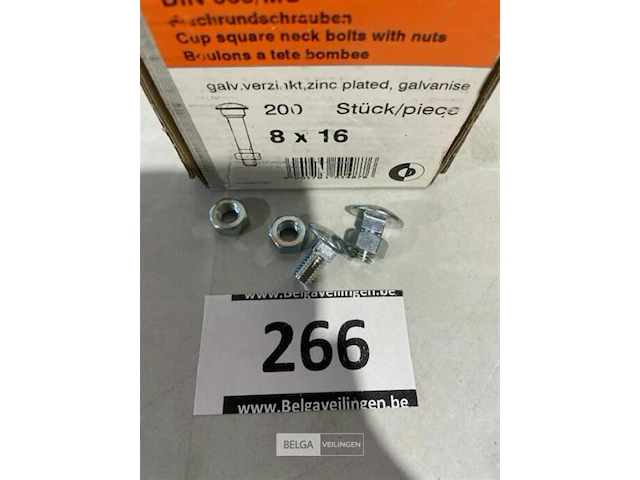 Cup square neck bolts with nuts
Boulons a tete bombee
galv.verzinkt,zinc plated, galvanise
200 Stück/piece
8 x 16
www.Belgaveilingen.be
266
www.Belgaveilingen.be
BELGA VEILINGEN